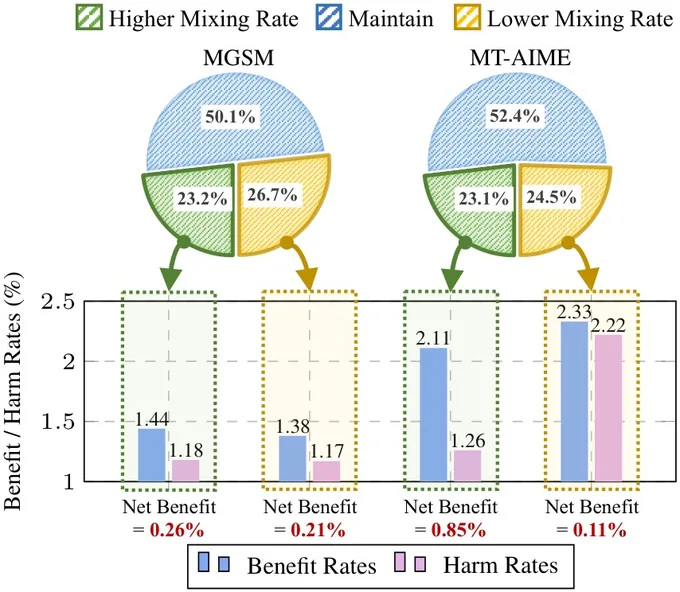 Higher Mixing Rate Maintain Lower Mixing Rate
MGSM MT-AIME
50.1% 52.4%
23.2% 26.7% 23.1% 24.5%
Benefit / Harm Rates (%)
2.5
2
1.5
1
1.44 1.18 1.38 1.17 2.11 1.26 2.33 2.22
Net Benefit Net Benefit Net Benefit Net Benefit
= 0.26% = 0.21% = 0.85% = 0.11%
Benefit Rates Harm Rates